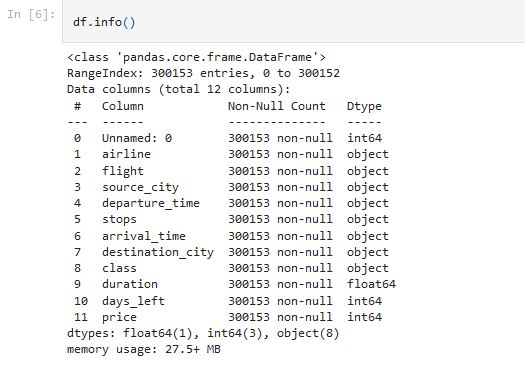 In [6]:
df.info()
<class 'pandas.core.frame.DataFrame'>
RangeIndex: 300153 entries, 0 to 300152
Data columns (total 12 columns):
 #   Column            Non-Null Count   Dtype
---  ------            --------------   -----
 0   Unnamed: 0        300153 non-null  int64
 1   airline           300153 non-null  object
 2   flight            300153 non-null  object
 3   source_city       300153 non-null  object
 4   departure_time    300153 non-null  object
 5   stops             300153 non-null  object
 6   arrival_time      300153 non-null  object
 7   destination_city  300153 non-null  object
 8   class             300153 non-null  object
 9   duration          300153 non-null  float64
 10  days_left         300153 non-null  int64
 11  price             300153 non-null  int64
dtypes: float64(1), int64(3), object(8)
memory usage: 27.5+ MB